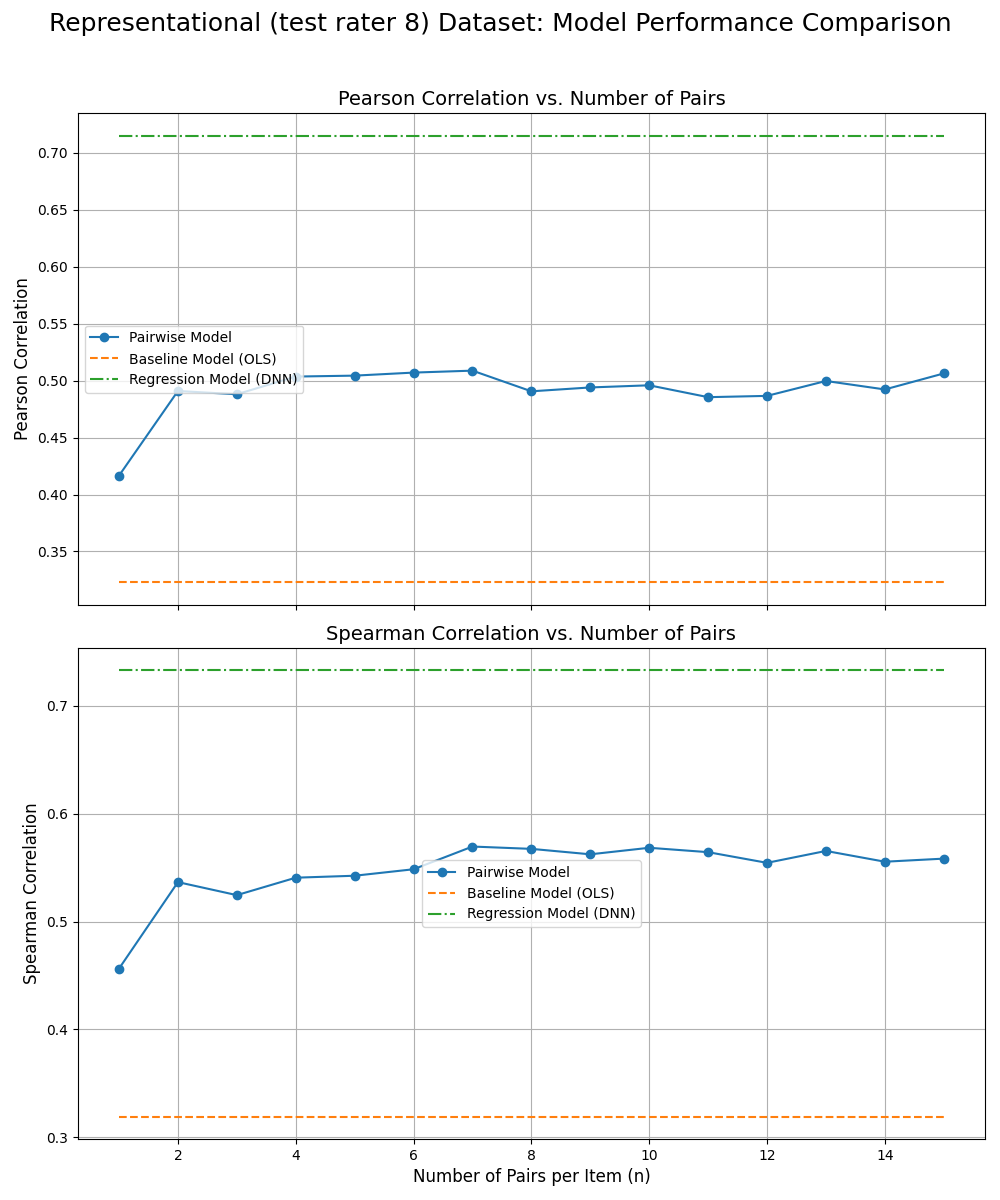 Representational (test rater 8) Dataset: Model Performance Comparison
Pearson Correlation vs. Number of Pairs
Pearson Correlation
0.70
0.65
0.60
0.55
0.50
0.45
0.40
0.35
Pairwise Model
Baseline Model (OLS)
Regression Model (DNN)
Spearman Correlation vs. Number of Pairs
Spearman Correlation
0.7
0.6
0.5
0.4
0.3
Pairwise Model
Baseline Model (OLS)
Regression Model (DNN)
2 4 6 8 10 12 14
Number of Pairs per Item (n)